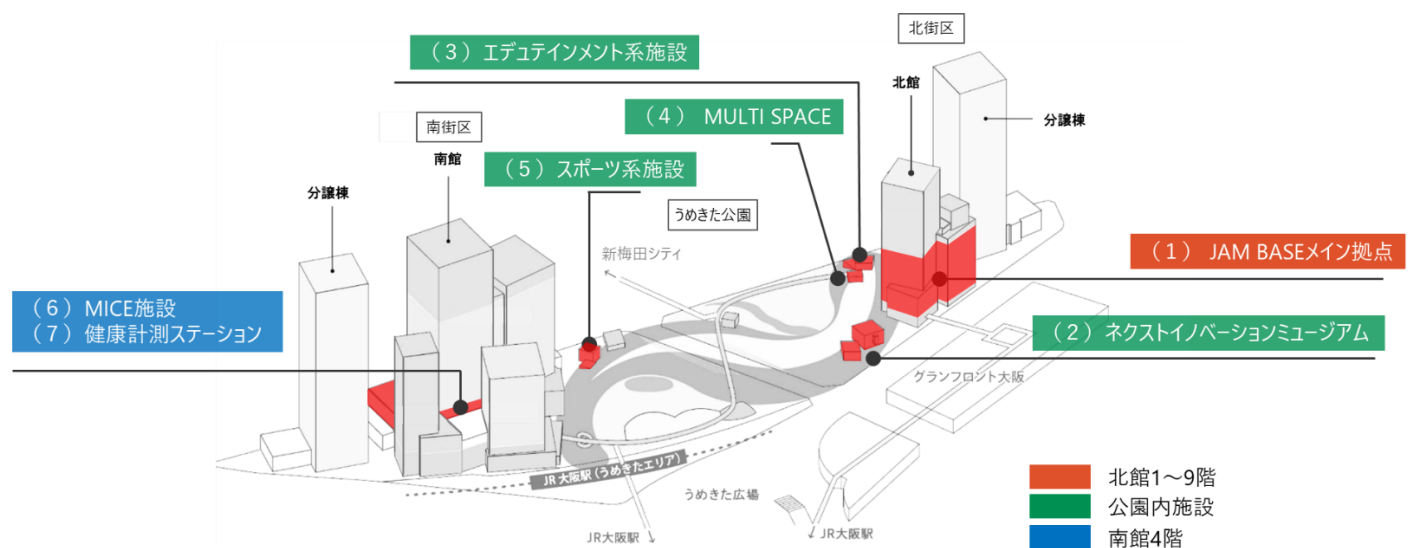 北街区
（３）エデュテインメント系施設
北館
（４） MULTI SPACE
分譲棟
南街区
南館
（５）スポーツ系施設
分譲棟
うめきた公園
新梅田シティ
（１） JAM BASEメイン拠点
（６）MICE施設
（７）健康計測ステーション
（２）ネクストイノベーションミュージアム
グランフロント大阪
JR 大阪駅（うめきたエリア）
うめきた広場
JR大阪駅
JR大阪駅
北館1～9階
公園内施設
南館4階